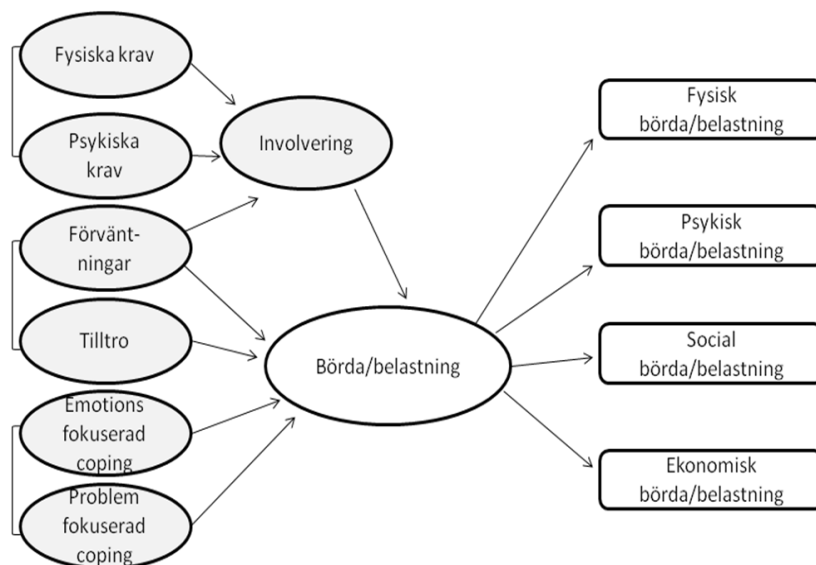 Fysiska krav
Psykiska
krav
Förvänt-
ningar
Tilltro
Emotions
fokuserad
coping
Problem
fokuserad
coping
Involvering
Börda/belastning
Fysisk
börda/belastning
Psykisk
börda/belastning
Social
börda/belastning
Ekonomisk
börda/belastning